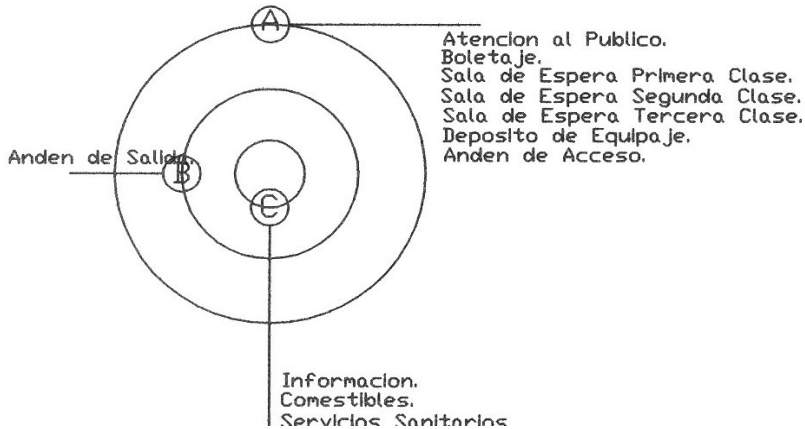 A
Atencion al Publico.
Boletaje.
Sala de Espera Primera Clase.
Sala de Espera Segunda Clase.
Sala de Espera Tercera Clase.
Deposito de Equipaje.
Anden de Acceso.
Anden de Salida.
B
C
Informacion.
Comestibles.
Servicios Sanitarios